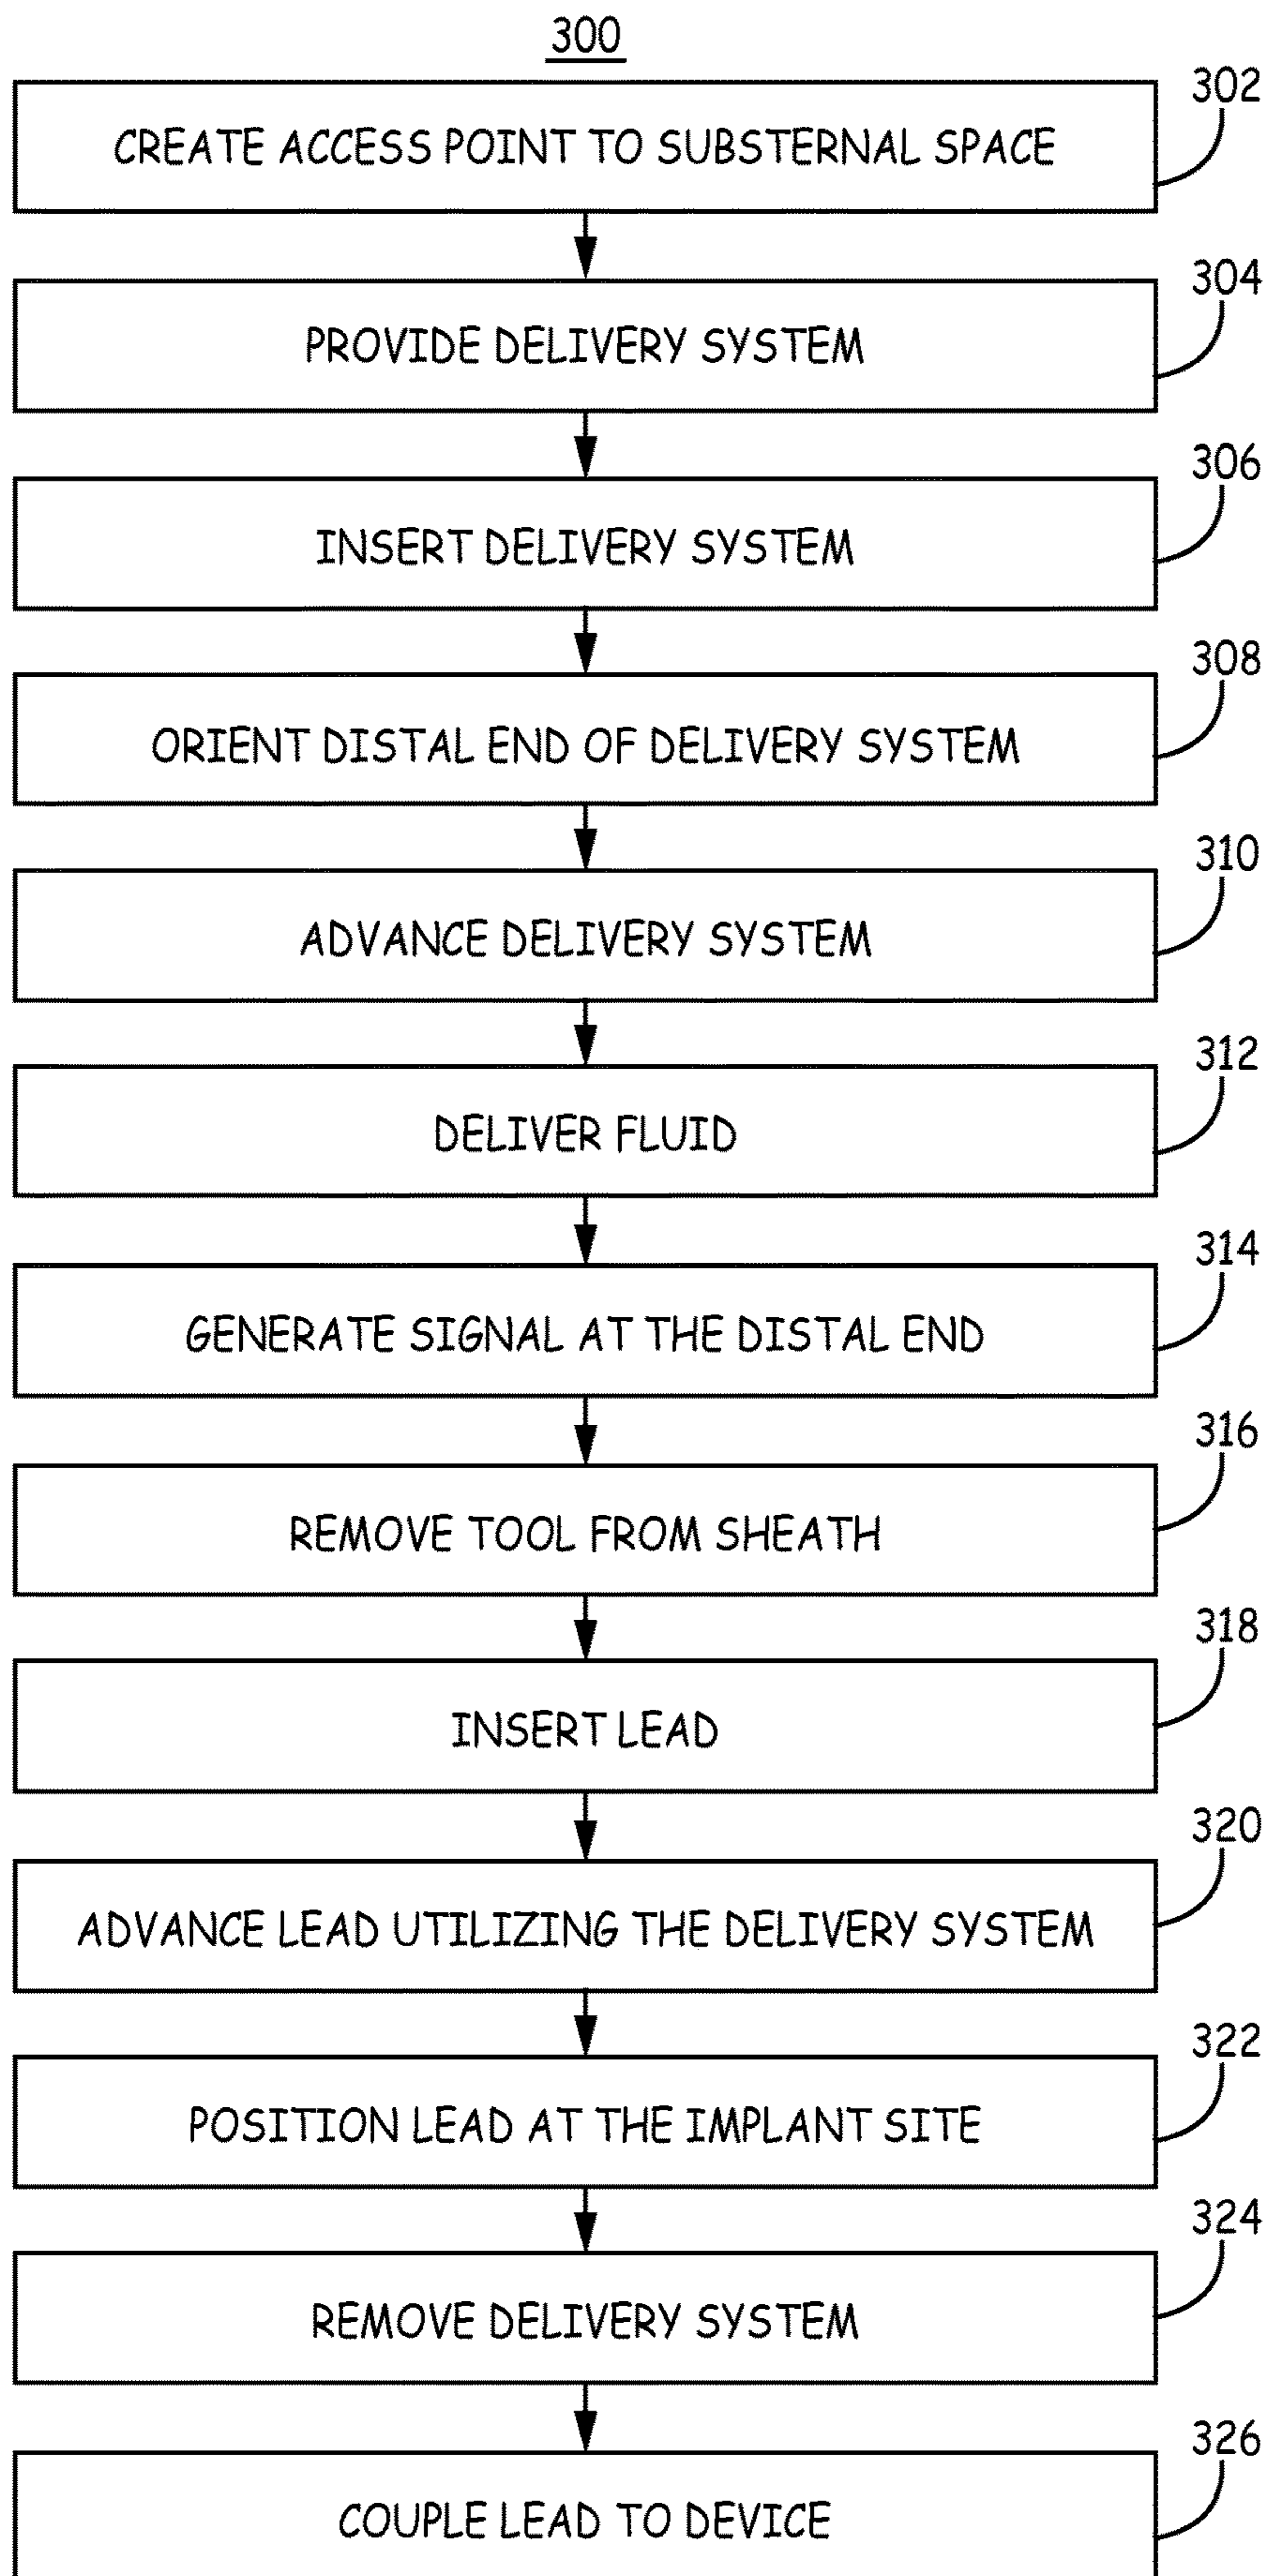 300
CREATE ACCESS POINT TO SUBSTERNAL SPACE
302
PROVIDE DELIVERY SYSTEM
304
INSERT DELIVERY SYSTEM
306
ORIENT DISTAL END OF DELIVERY SYSTEM
308
ADVANCE DELIVERY SYSTEM
310
DELIVER FLUID
312
GENERATE SIGNAL AT THE DISTAL END
314
REMOVE TOOL FROM SHEATH
316
INSERT LEAD
318
ADVANCE LEAD UTILIZING THE DELIVERY SYSTEM
320
POSITION LEAD AT THE IMPLANT SITE
322
REMOVE DELIVERY SYSTEM
324
COUPLE LEAD TO DEVICE
326